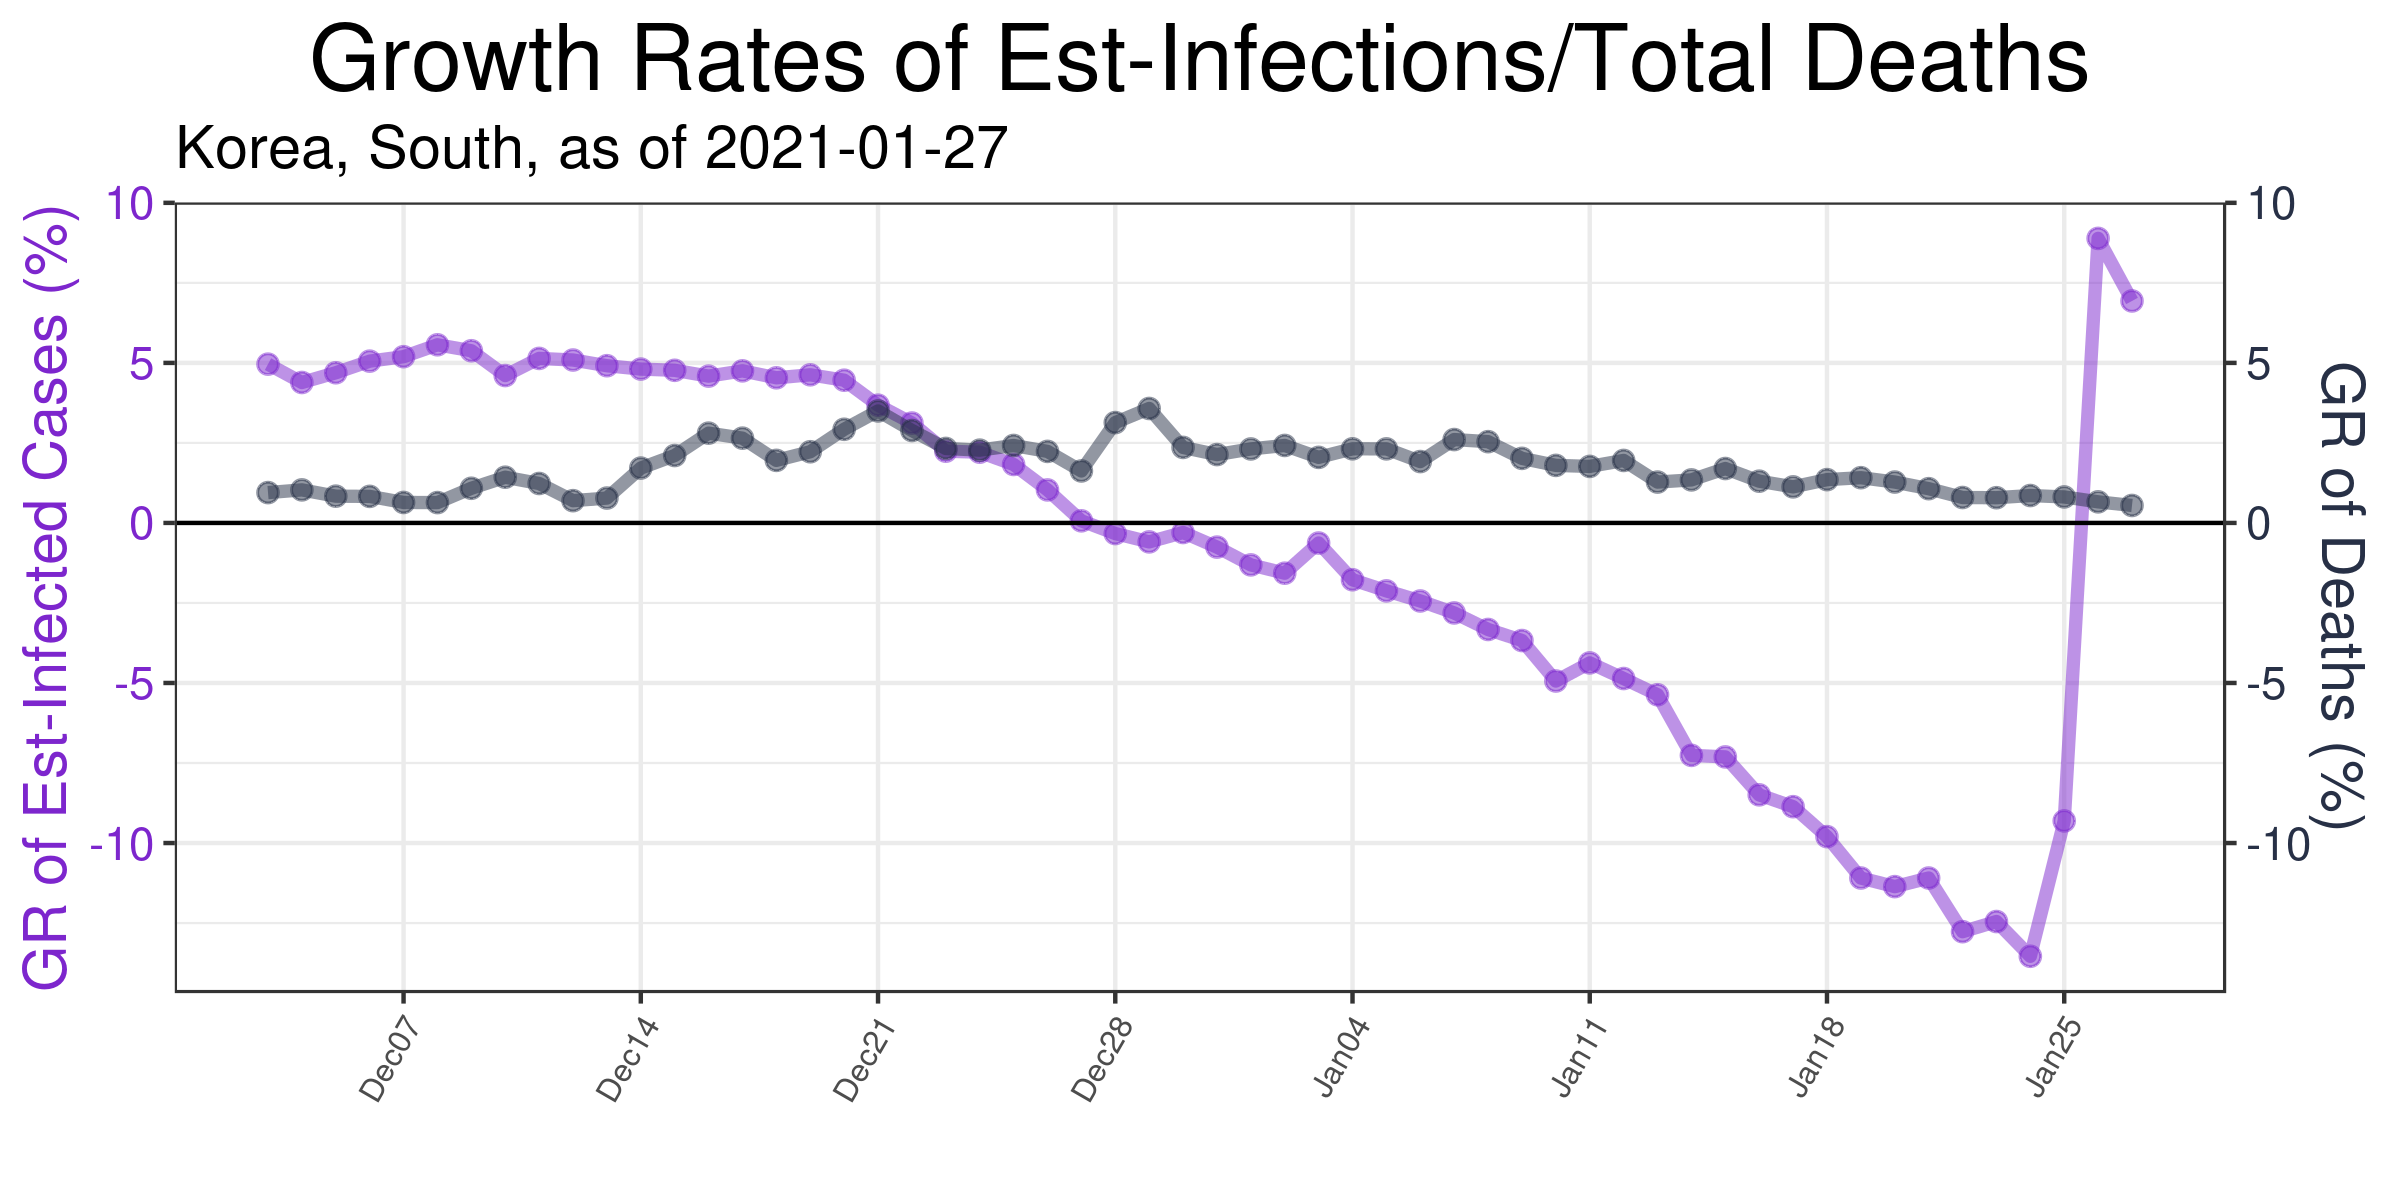 Growth Rates of Est-Infections/Total Deaths
Korea, South, as of 2021-01-27
GR of Est-Infected Cases (%)
10
5
0
-5
-10
10
5
0
-5
-10
GR of Deaths (%)
Dec07
Dec14
Dec21
Dec28
Jan04
Jan11
Jan18
Jan25